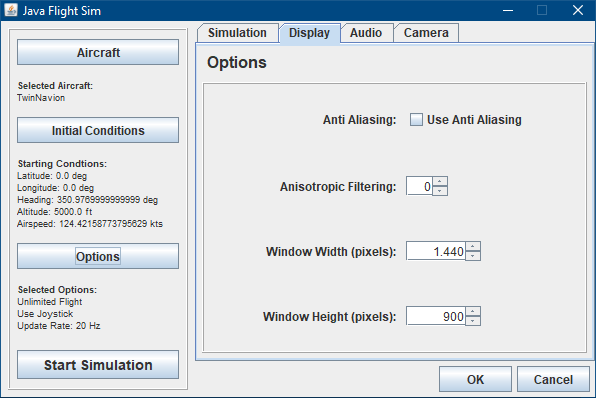 Java Flight Sim
Aircraft
Selected Aircraft:
TwinNavion
Initial Conditions
Starting Condtions:
Latitude: 0.0 deg
Longitude: 0.0 deg
Heading: 350.9769999999999 deg
Altitude: 5000.0 ft
Airspeed: 124.42158773795629 kts
Options
Selected Options:
Unlimited Flight
Use Joystick
Update Rate: 20 Hz
Start Simulation
Simulation Display Audio Camera
Options
Anti Aliasing: Use Anti Aliasing
Anisotropic Filtering: 0
Window Width (pixels): 1.440
Window Height (pixels): 900
OK Cancel